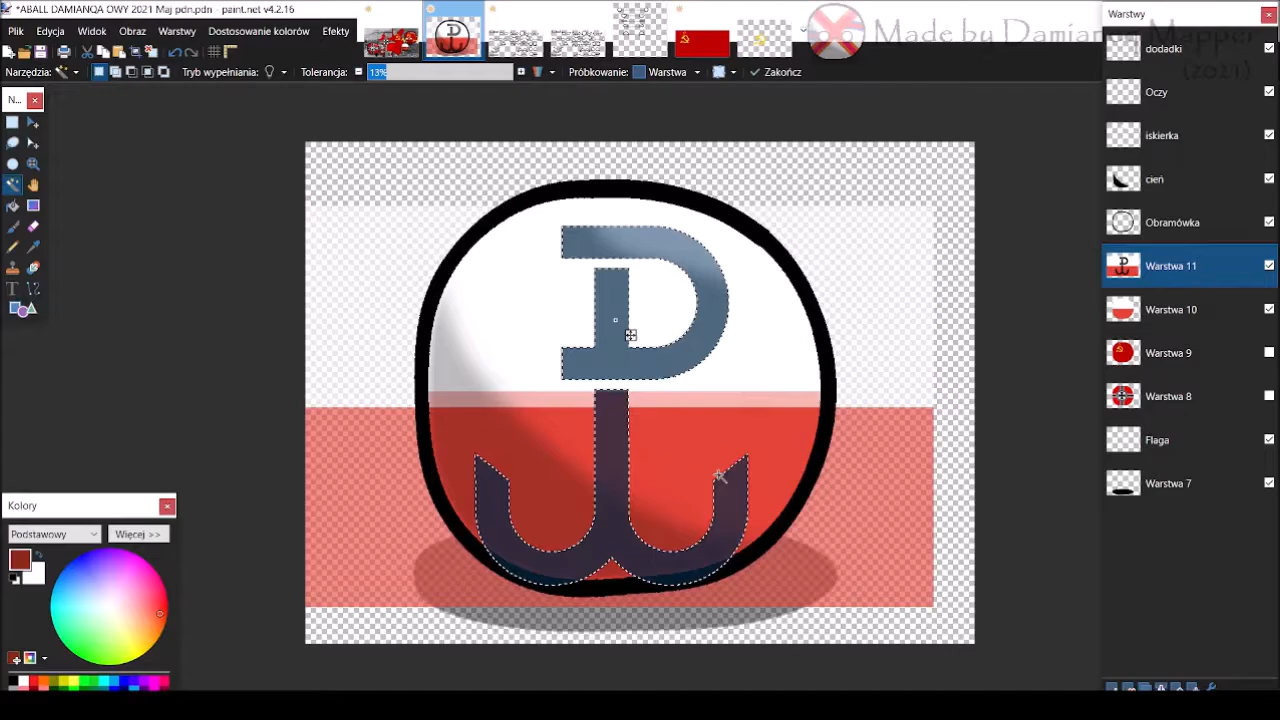 *ABALL DAMIANQA OWY 2021 Maj pdn.pdn - paint.net v4.2.16
Made by Damianqa Mapper
(2021)
Plik Edycja Widok Obraz Warstwy Dostosowanie kolorów Efekty
Narzędzia: Tryb wypełniania: Tolerancja: 13% Próbkowanie: Warstwa Zakończ
N...
Warstwy
dodadki
Oczy
iskierka
cień
Obramówka
Warstwa 11
Warstwa 10
Warstwa 9
Warstwa 8
Flaga
Warstwa 7
Kolory
Podstawowy Więcej >>